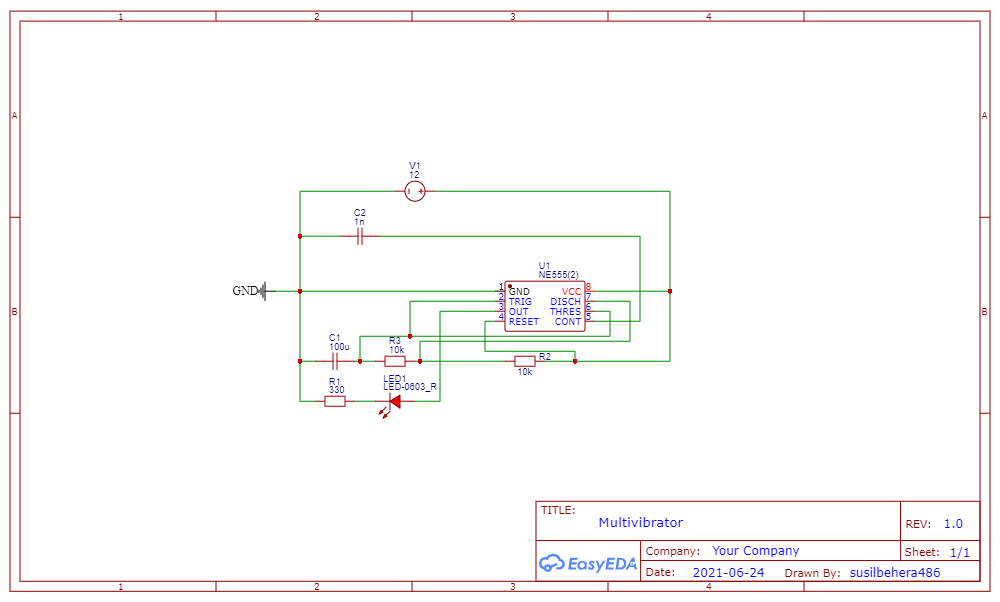 1 2 3 4
A A
B B
V1
12
C2
1n
GND
U1
NE555(2)
1 GND VCC 8
2 TRIG DISCH 7
3 OUT THRES 6
4 RESET CONT 5
C1
100u
R3
10k
R2
10k
R1
330
LED1
LED-0603_R
TITLE:
Multivibrator
REV: 1.0
EasyEDA
Company: Your Company
Sheet: 1/1
Date: 2021-06-24 Drawn By: susilbehera486
1 2 3 4